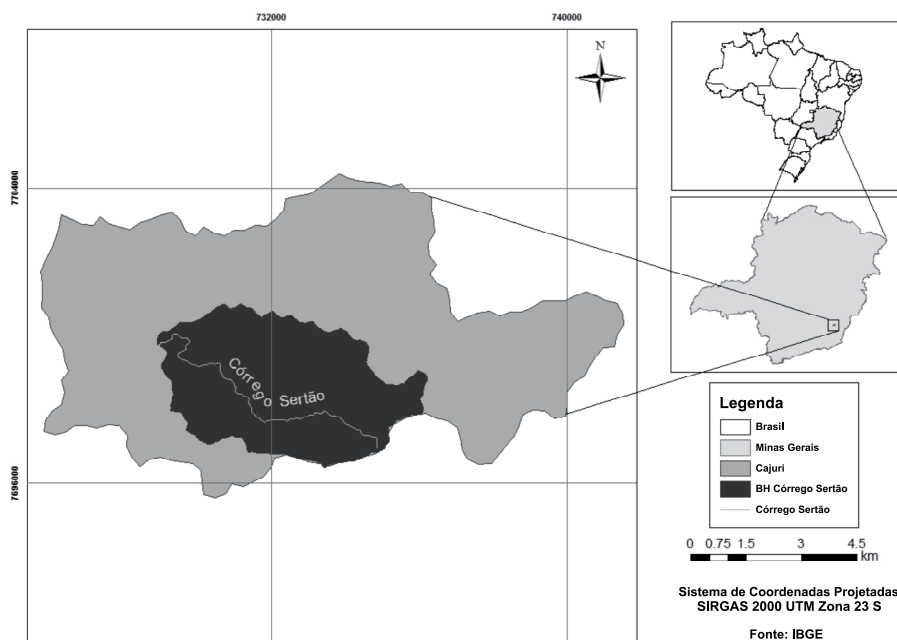 732000
740000
N
7704000
7696000
Córrego Sertão
Legenda
Brasil
Minas Gerais
Cajuri
BH Córrego Sertão
Córrego Sertão
0 0.75 1.5 3 4.5
km
Sistema de Coordenadas Projetadas
SIRGAS 2000 UTM Zona 23 S
Fonte: IBGE